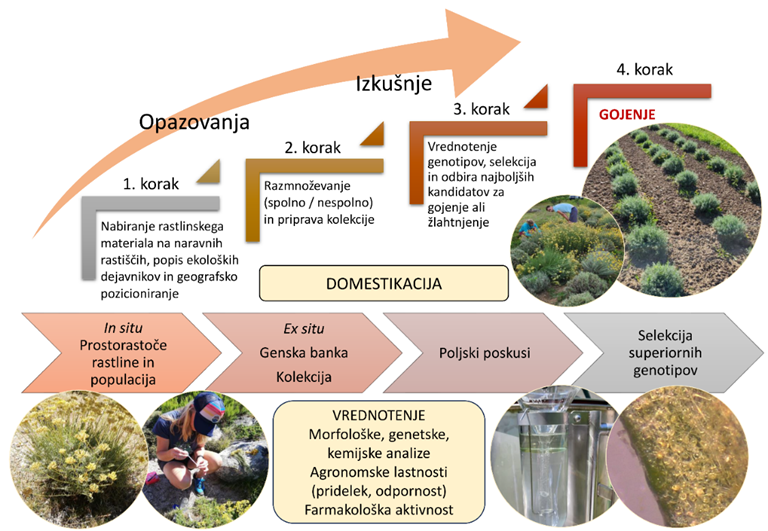 Opazovanja
Izkušnje
1. korak
Nabiranje rastlinskega
materiala na naravnih
rastiščih, popis ekoloških
dejavnikov in geografsko
pozicioniranje
2. korak
Razmnoževanje
(spolno / nespolno)
in priprava kolekcije
3. korak
Vrednotenje
genotipov, selekcija
in odbira najboljših
kandidatov za
gojenje ali
žlahtnjenje
4. korak
GOJENJE
DOMESTIKACIJA
In situ
Prostorastoče
rastline in
populacija
Ex situ
Genska banka
Kolekcija
Poljski poskusi
Selekcija
superiornih
genotipov
VREDNOTENJE
Morfološke, genetske,
kemijske analize
Agronomske lastnosti
(pridelek, odpornost)
Farmakološka aktivnost